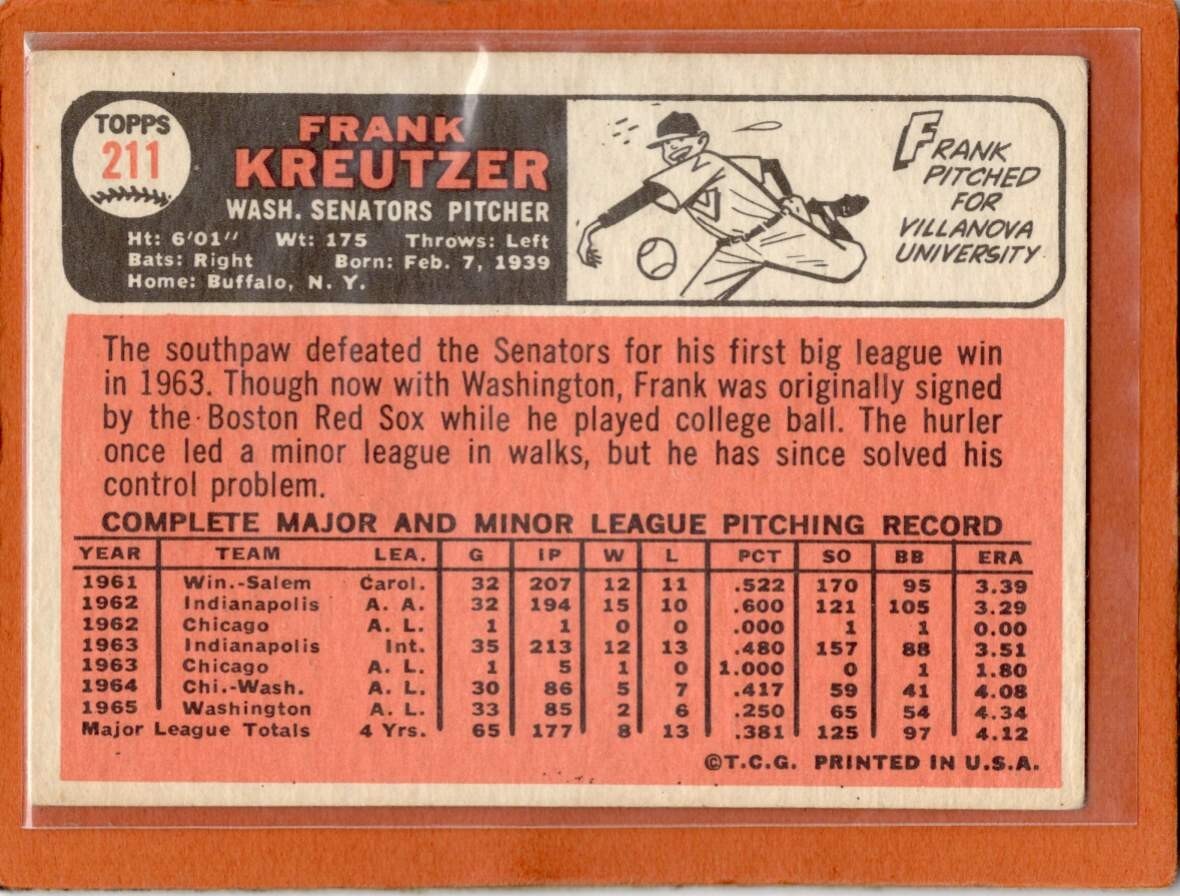 TOPPS
211
FRANK
KREUTZER
WASH. SENATORS PITCHER
Ht: 6'01" Wt: 175 Throws: Left
Bats: Right Born: Feb. 7, 1939
Home: Buffalo, N. Y.
FRANK
PITCHED
FOR
VILLANOVA
UNIVERSITY
The southpaw defeated the Senators for his first big league win
in 1963. Though now with Washington, Frank was originally signed
by the Boston Red Sox while he played college ball. The hurler
once led a minor league in walks, but he has since solved his
control problem.
COMPLETE MAJOR AND MINOR LEAGUE PITCHING RECORD
YEAR TEAM LEA. G IP W L PCT SO BB ERA
1961 Win.-Salem Carol. 32 207 12 11 .522 170 95 3.39
1962 Indianapolis A. A. 32 194 15 10 .600 121 105 3.29
1962 Chicago A. L. 1 1 0 0 .000 1 1 0.00
1963 Indianapolis Int. 35 213 12 13 .480 157 88 3.51
1963 Chicago A. L. 1 5 1 0 1.000 0 1 1.80
1964 Chi.-Wash. A. L. 30 86 5 7 .417 59 41 4.08
1965 Washington A. L. 33 85 2 6 .250 65 54 4.34
Major League Totals 4 Yrs. 65 177 8 13 .381 125 97 4.12
©T.C.G. PRINTED IN U.S.A.